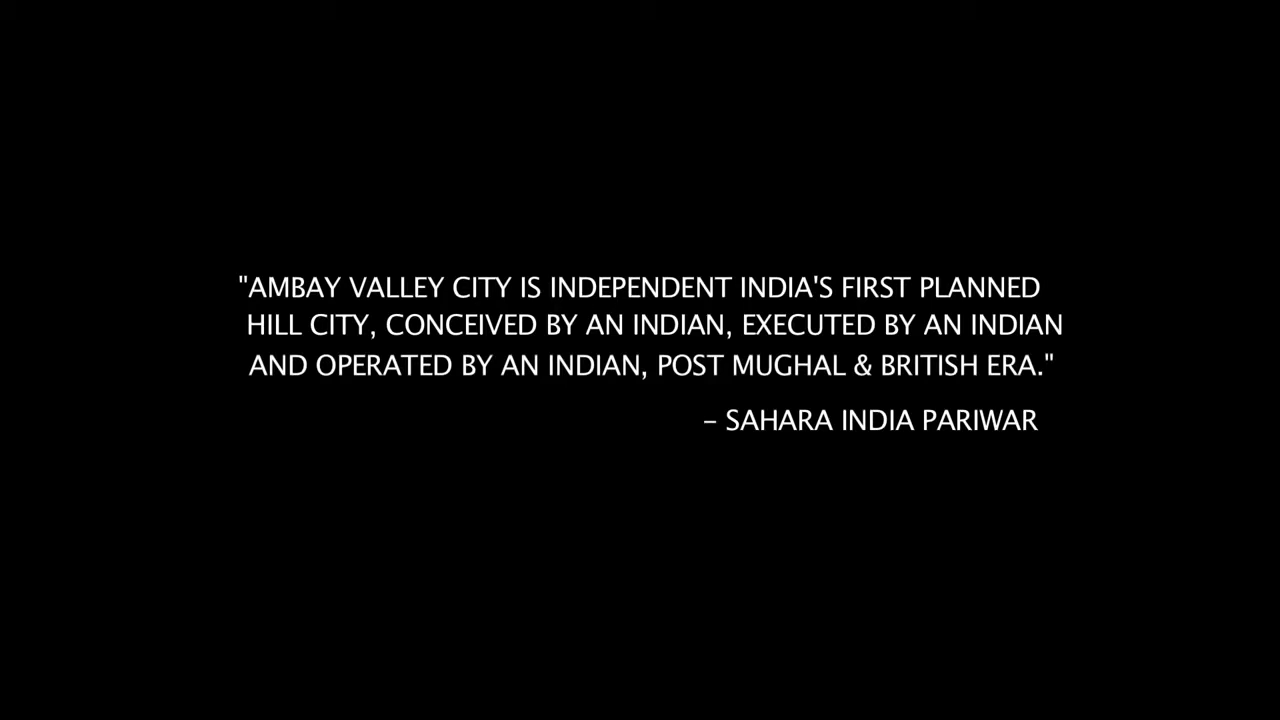 "AMBAY VALLEY CITY IS INDEPENDENT INDIA'S FIRST PLANNED
HILL CITY, CONCEIVED BY AN INDIAN, EXECUTED BY AN INDIAN
AND OPERATED BY AN INDIAN, POST MUGHAL & BRITISH ERA."
– SAHARA INDIA PARIWAR